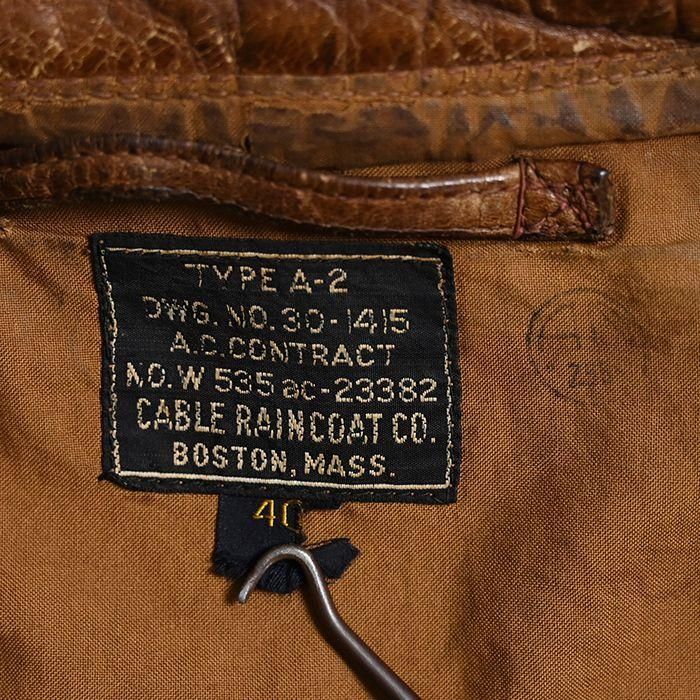 TYPE A-2
DWG. NO. 30-1415
A.C. CONTRACT
NO. W 535 ac-23382
CABLE RAINCOAT CO.
BOSTON, MASS.
40